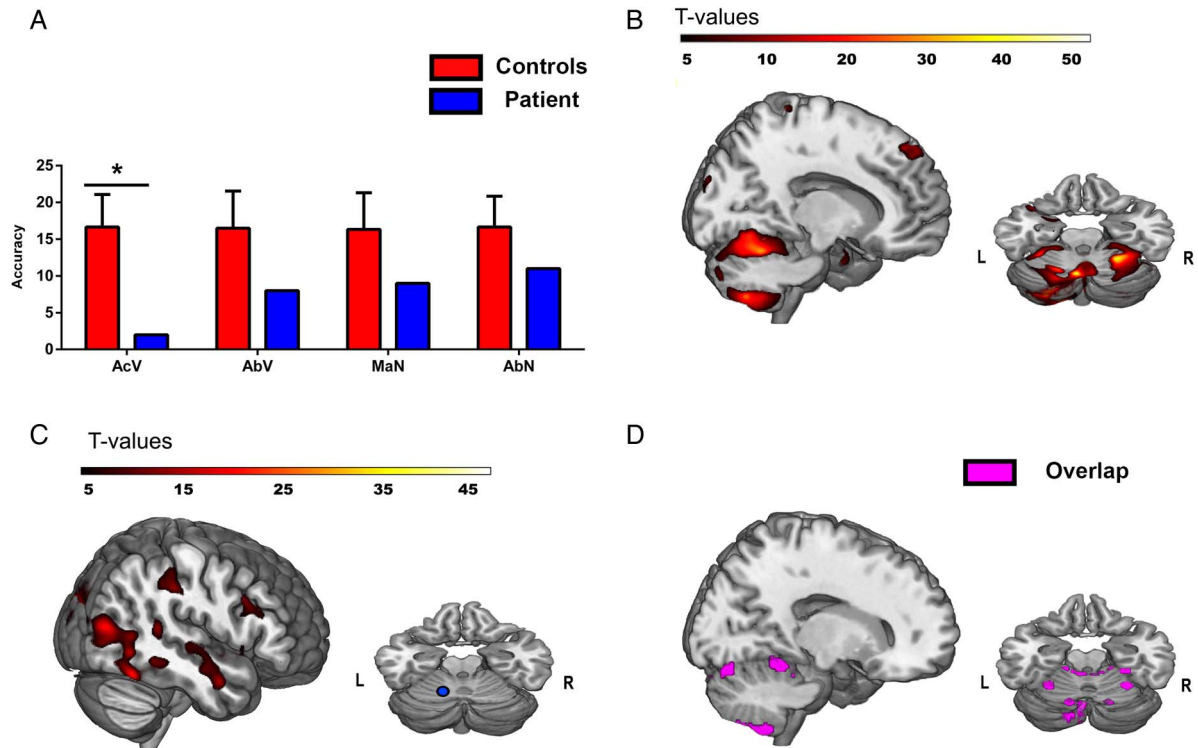 A
Controls
Patient
25
20
15
10
5
0
Accuracy
*
AcV
AbV
MaN
AbN
B
T-values
5 10 20 30 40 50
L
R
C
T-values
5 15 25 35 45
L
R
D
Overlap
L
R